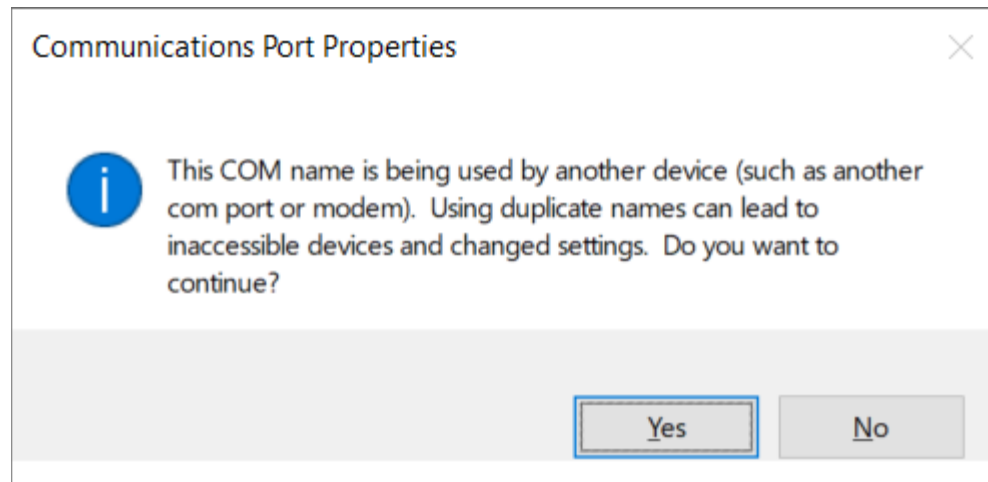 Communications Port Properties
This COM name is being used by another device (such as another
com port or modem).  Using duplicate names can lead to
inaccessible devices and changed settings.  Do you want to
continue?
Yes
No